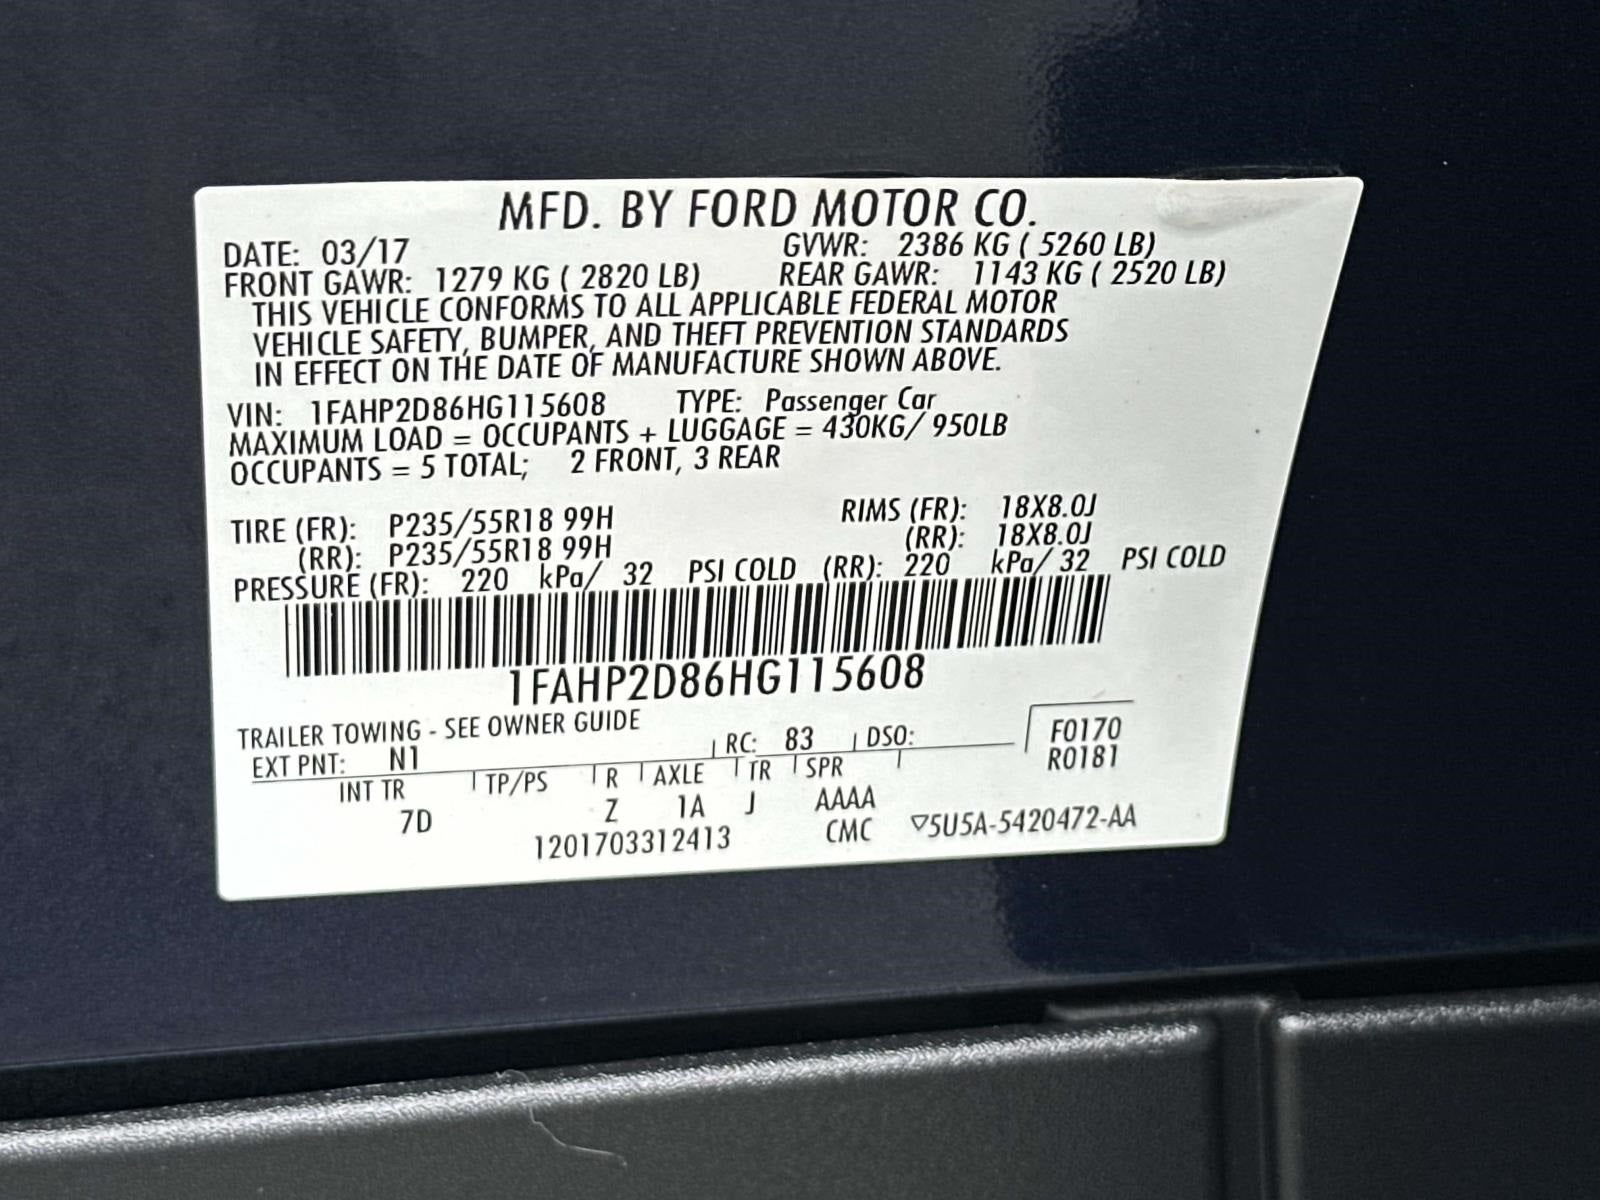 MFD. BY FORD MOTOR CO.
DATE: 03/17 GVWR: 2386 KG ( 5260 LB)
FRONT GAWR: 1279 KG ( 2820 LB) REAR GAWR: 1143 KG ( 2520 LB)
THIS VEHICLE CONFORMS TO ALL APPLICABLE FEDERAL MOTOR
VEHICLE SAFETY, BUMPER, AND THEFT PREVENTION STANDARDS
IN EFFECT ON THE DATE OF MANUFACTURE SHOWN ABOVE.
VIN: 1FAHP2D86HG115608 TYPE: Passenger Car
MAXIMUM LOAD = OCCUPANTS + LUGGAGE = 430KG/ 950LB
OCCUPANTS = 5 TOTAL; 2 FRONT, 3 REAR
TIRE (FR): P235/55R18 99H RIMS (FR): 18X8.0J
(RR): P235/55R18 99H (RR): 18X8.0J
PRESSURE (FR): 220 kPa/ 32 PSI COLD (RR): 220 kPa/ 32 PSI COLD
1FAHP2D86HG115608
TRAILER TOWING - SEE OWNER GUIDE F0170
EXT PNT: N1 RC: 83 DSO: R0181
INT TR TP/PS R AXLE TR SPR
7D Z 1A J AAAA
1201703312413 CMC ▽5U5A-5420472-AA